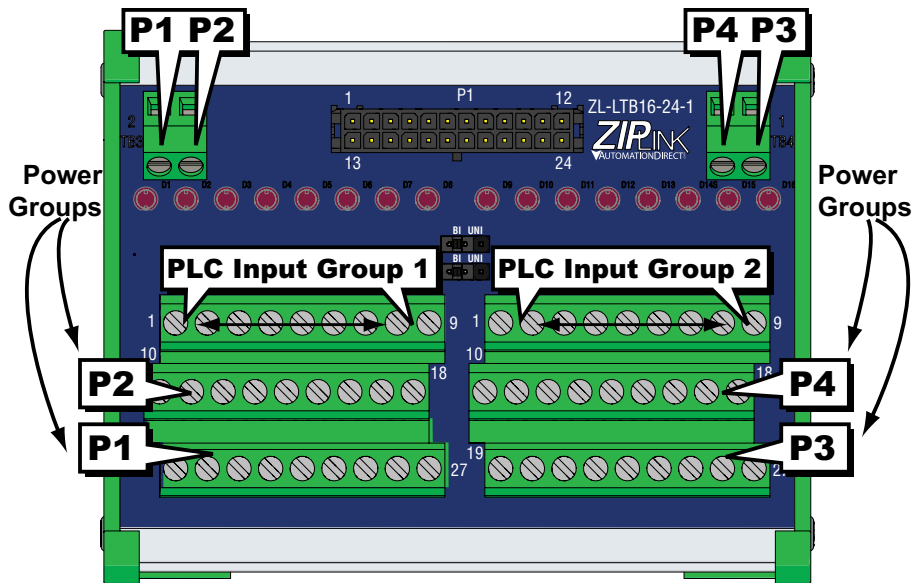 P1 P2
P4 P3
1 P1 12
ZL-LTB16-24-1
2
1
TB3
TB4
ZIPLINK
AUTOMATIONDIRECT
13 24
Power Groups
D1 D2 D3 D4 D5 D6 D7 D8 D9 D10 D11 D12 D13 D14S D15 D16
Power Groups
BI UNI
BI UNI
PLC Input Group 1
PLC Input Group 2
1 9 1 9
10 10
18 18
P2
P4
P1
P3
27 19